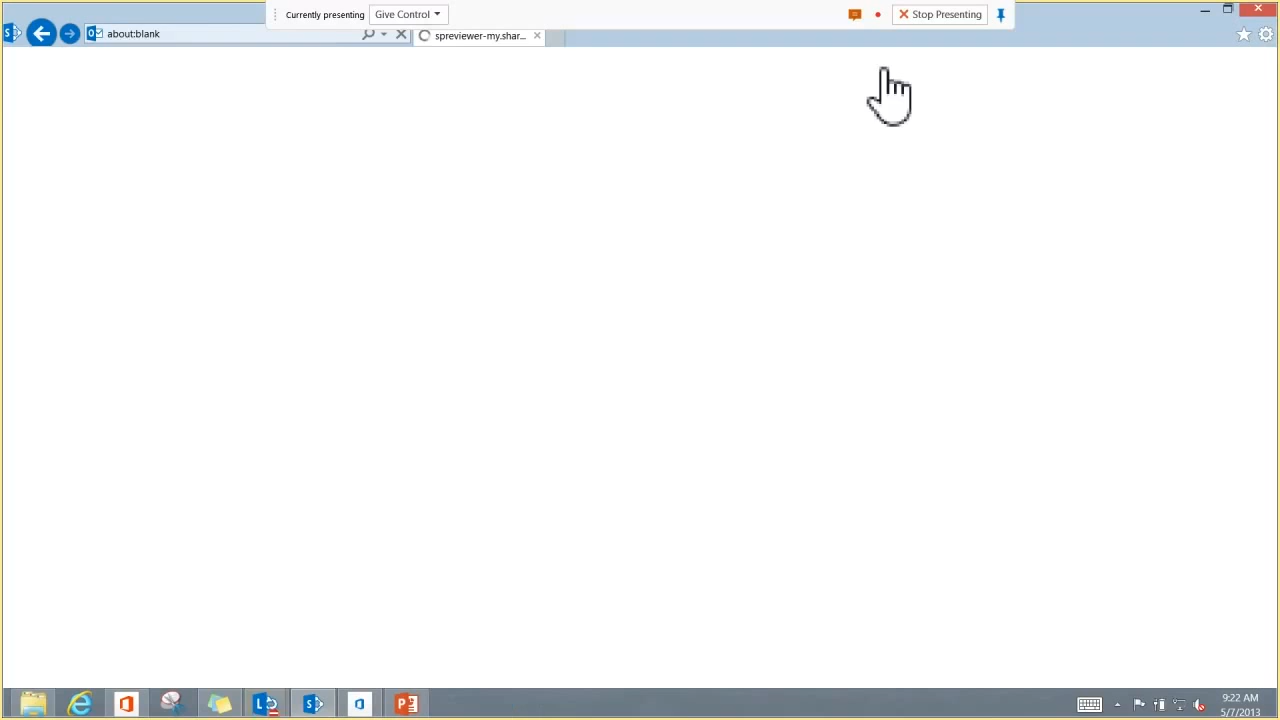 Currently presenting Give Control Stop Presenting
about:blank spreviewer-my.shar...
9:22 AM
5/7/2013